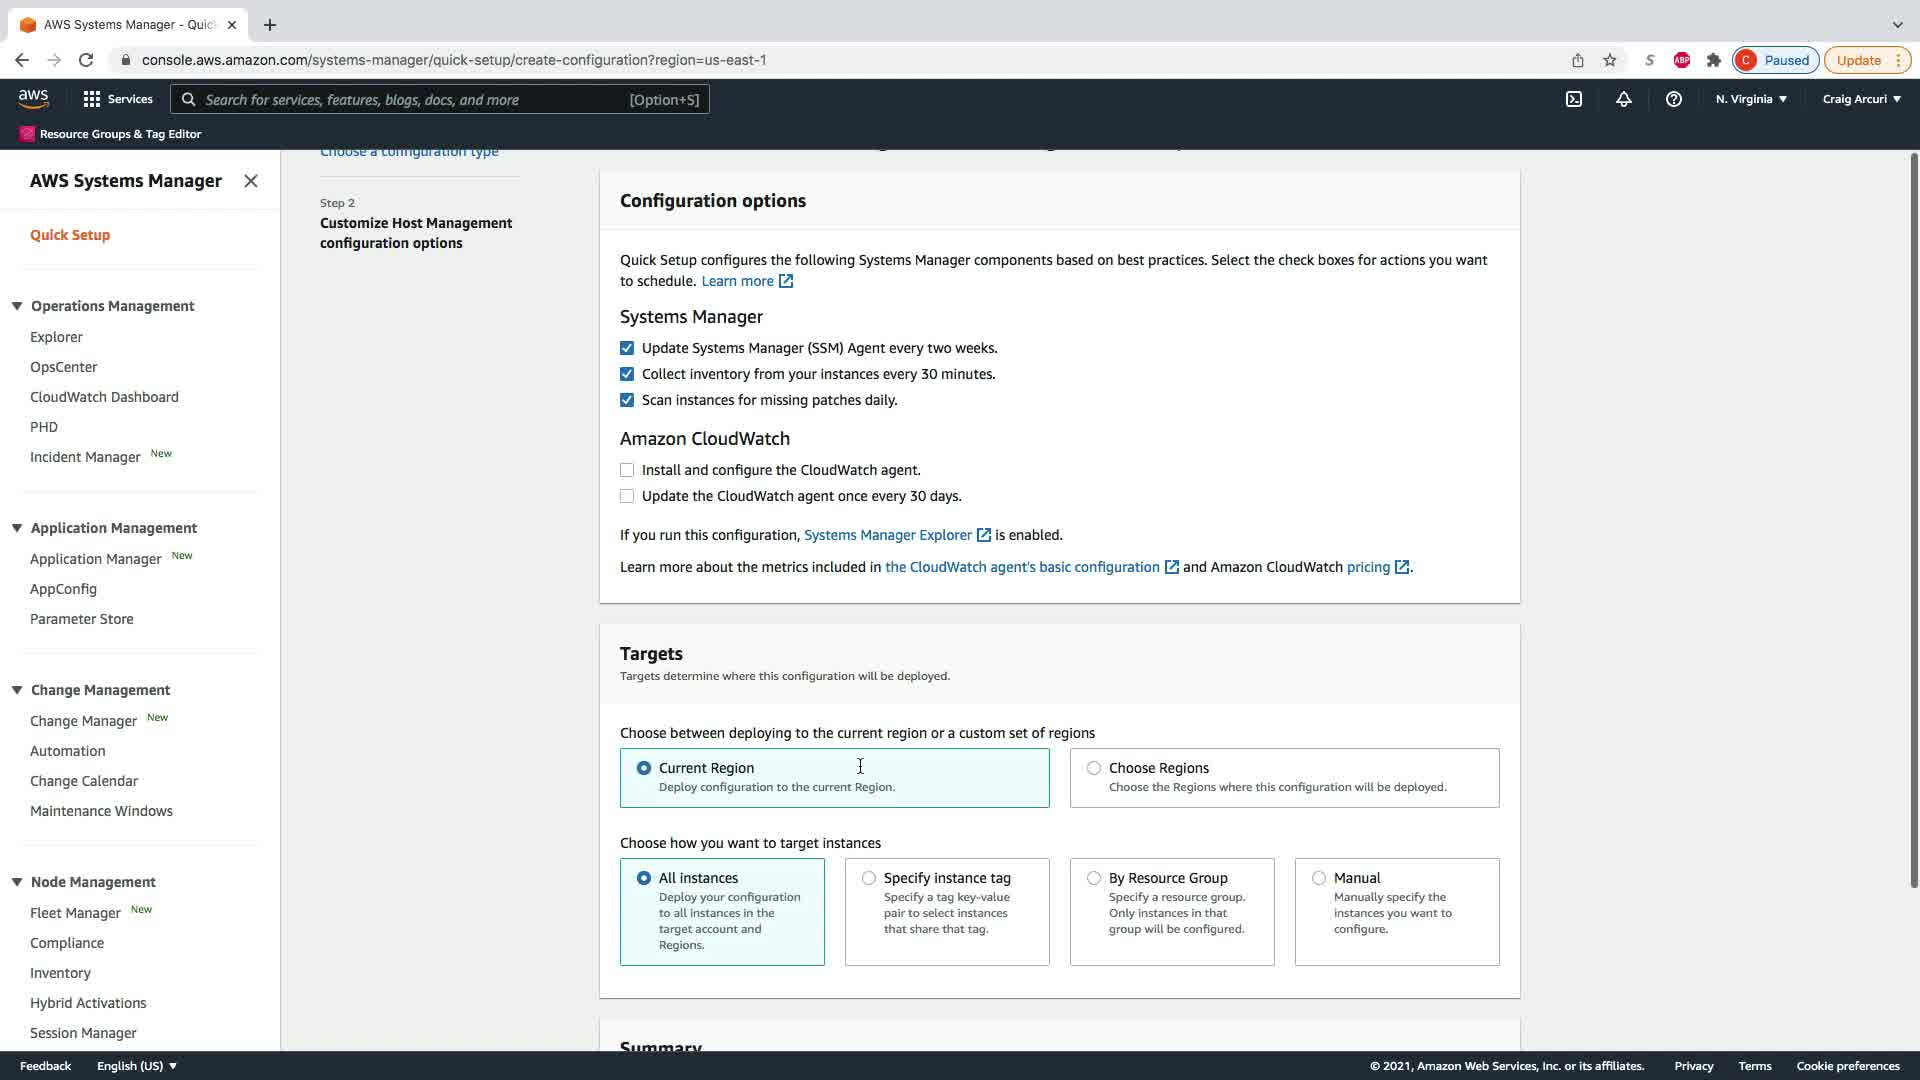 AWS Systems Manager - Quic
console.aws.amazon.com/systems-manager/quick-setup/create-configuration?region=us-east-1
S
ABP
C Paused
Update
aws
Services
Search for services, features, blogs, docs, and more [Option+S]
N. Virginia ▼
Craig Arcuri ▼
Resource Groups & Tag Editor
AWS Systems Manager
Quick Setup
Operations Management
Explorer
OpsCenter
CloudWatch Dashboard
PHD
Incident Manager New
Application Management
Application Manager New
AppConfig
Parameter Store
Change Management
Change Manager New
Automation
Change Calendar
Maintenance Windows
Node Management
Fleet Manager New
Compliance
Inventory
Hybrid Activations
Session Manager
Choose a configuration type
Step 2
Customize Host Management
configuration options
Configuration options
Quick Setup configures the following Systems Manager components based on best practices. Select the check boxes for actions you want
to schedule. Learn more
Systems Manager
Update Systems Manager (SSM) Agent every two weeks.
Collect inventory from your instances every 30 minutes.
Scan instances for missing patches daily.
Amazon CloudWatch
Install and configure the CloudWatch agent.
Update the CloudWatch agent once every 30 days.
If you run this configuration, Systems Manager Explorer is enabled.
Learn more about the metrics included in the CloudWatch agent's basic configuration and Amazon CloudWatch pricing.
Targets
Targets determine where this configuration will be deployed.
Choose between deploying to the current region or a custom set of regions
Current Region
Deploy configuration to the current Region.
Choose Regions
Choose the Regions where this configuration will be deployed.
Choose how you want to target instances
All instances
Deploy your configuration
to all instances in the
target account and
Regions.
Specify instance tag
Specify a tag key-value
pair to select instances
that share that tag.
By Resource Group
Specify a resource group.
Only instances in that
group will be configured.
Manual
Manually specify the
instances you want to
configure.
Summary
Feedback
English (US) ▼
© 2021, Amazon Web Services, Inc. or its affiliates.
Privacy
Terms
Cookie preferences